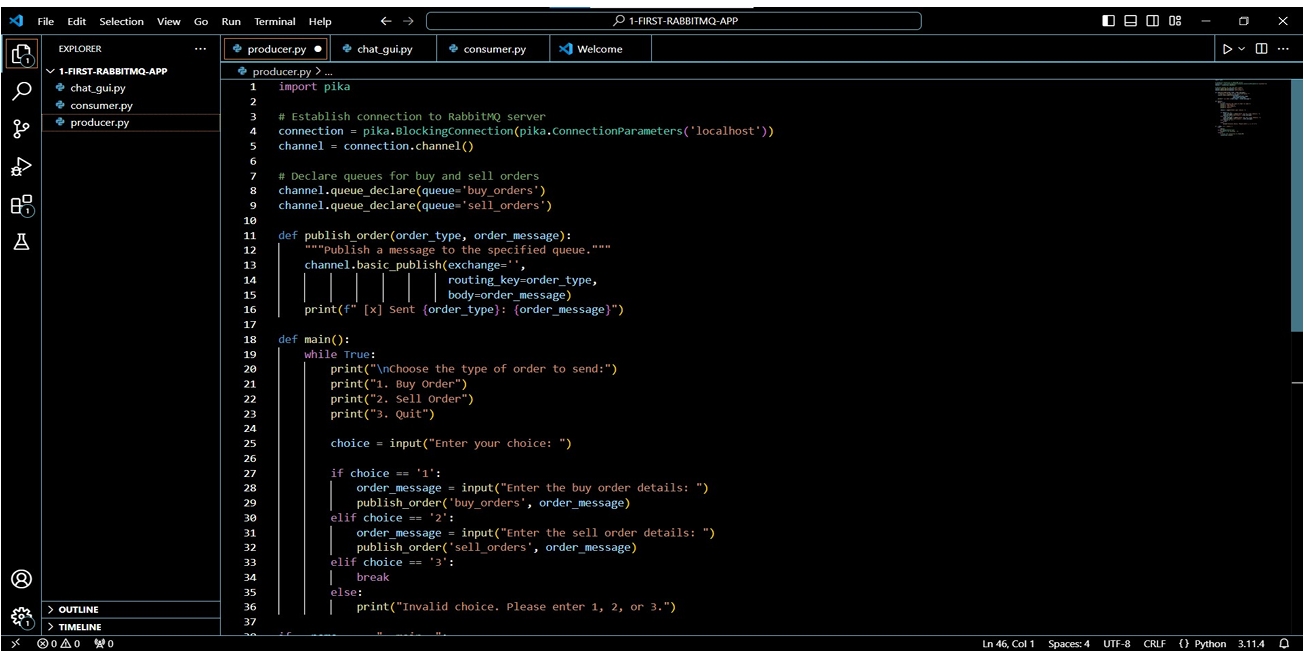 File Edit Selection View Go Run Terminal Help 1-FIRST-RABBITMQ-APP
EXPLORER ...
1-FIRST-RABBITMQ-APP
chat_gui.py
consumer.py
producer.py
OUTLINE
TIMELINE
producer.py chat_gui.py consumer.py Welcome
producer.py > ...
1 import pika
2
3 # Establish connection to RabbitMQ server
4 connection = pika.BlockingConnection(pika.ConnectionParameters('localhost'))
5 channel = connection.channel()
6
7 # Declare queues for buy and sell orders
8 channel.queue_declare(queue='buy_orders')
9 channel.queue_declare(queue='sell_orders')
10
11 def publish_order(order_type, order_message):
12 """Publish a message to the specified queue."""
13 channel.basic_publish(exchange='',
14 routing_key=order_type,
15 body=order_message)
16 print(f" [x] Sent {order_type}: {order_message}")
17
18 def main():
19 while True:
20 print("\nChoose the type of order to send:")
21 print("1. Buy Order")
22 print("2. Sell Order")
23 print("3. Quit")
24
25 choice = input("Enter your choice: ")
26
27 if choice == '1':
28 order_message = input("Enter the buy order details: ")
29 publish_order('buy_orders', order_message)
30 elif choice == '2':
31 order_message = input("Enter the sell order details: ")
32 publish_order('sell_orders', order_message)
33 elif choice == '3':
34 break
35 else:
36 print("Invalid choice. Please enter 1, 2, or 3.")
37
0 0 0 Ln 46, Col 1 Spaces: 4 UTF-8 CRLF {} Python 3.11.4